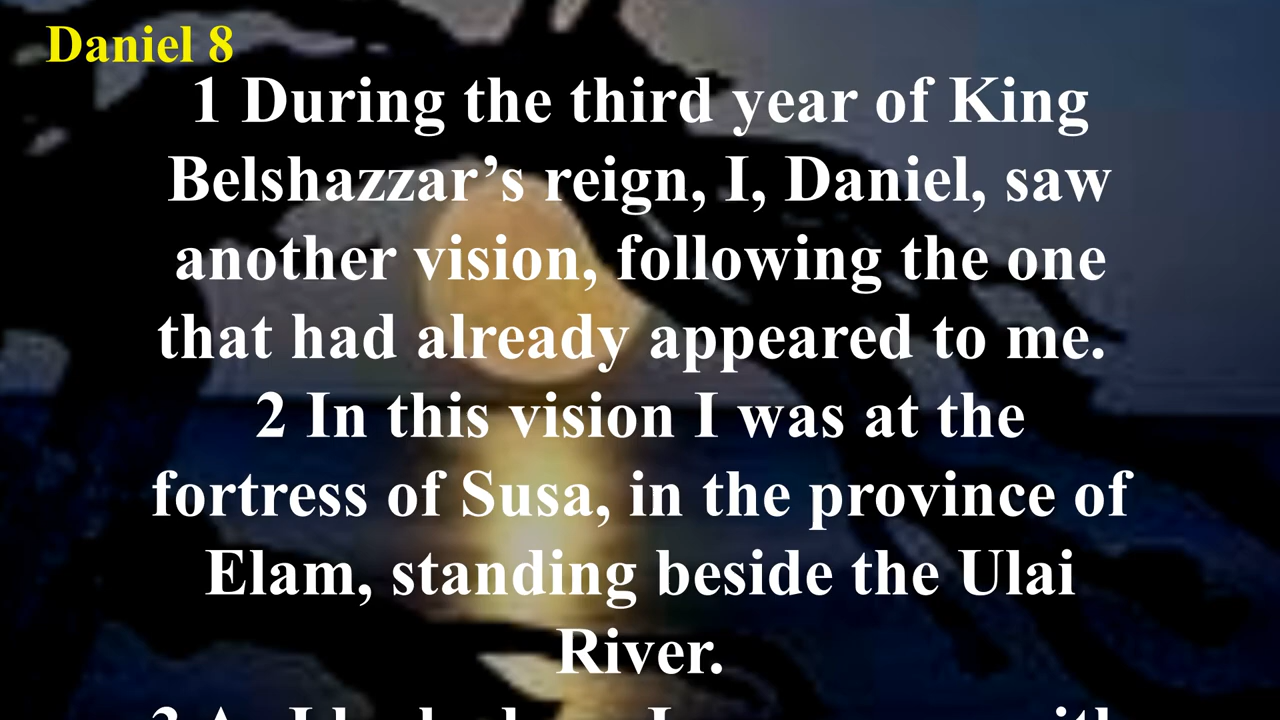 Daniel 8
1 During the third year of King
Belshazzar’s reign, I, Daniel, saw
another vision, following the one
that had already appeared to me.
2 In this vision I was at the
fortress of Susa, in the province of
Elam, standing beside the Ulai
River.